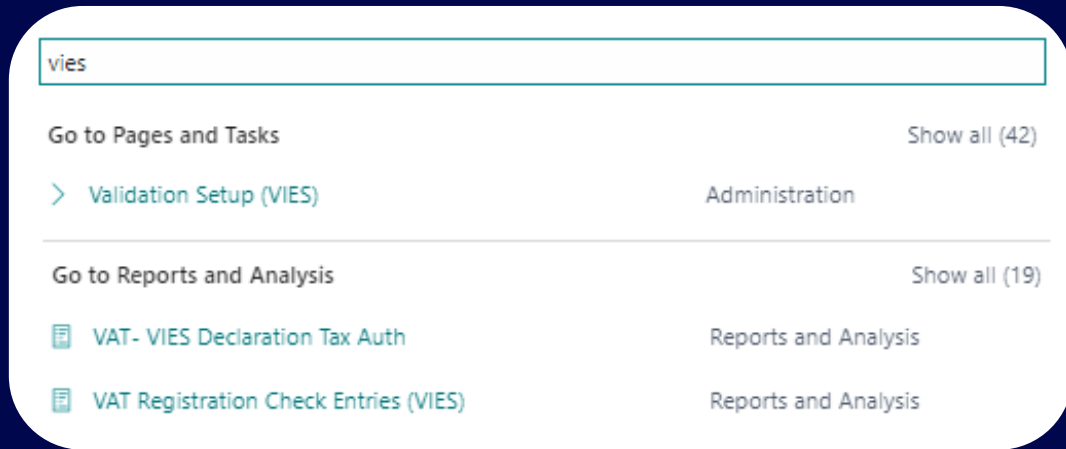 vies
Go to Pages and Tasks Show all (42)
Validation Setup (VIES) Administration
Go to Reports and Analysis Show all (19)
VAT- VIES Declaration Tax Auth Reports and Analysis
VAT Registration Check Entries (VIES) Reports and Analysis